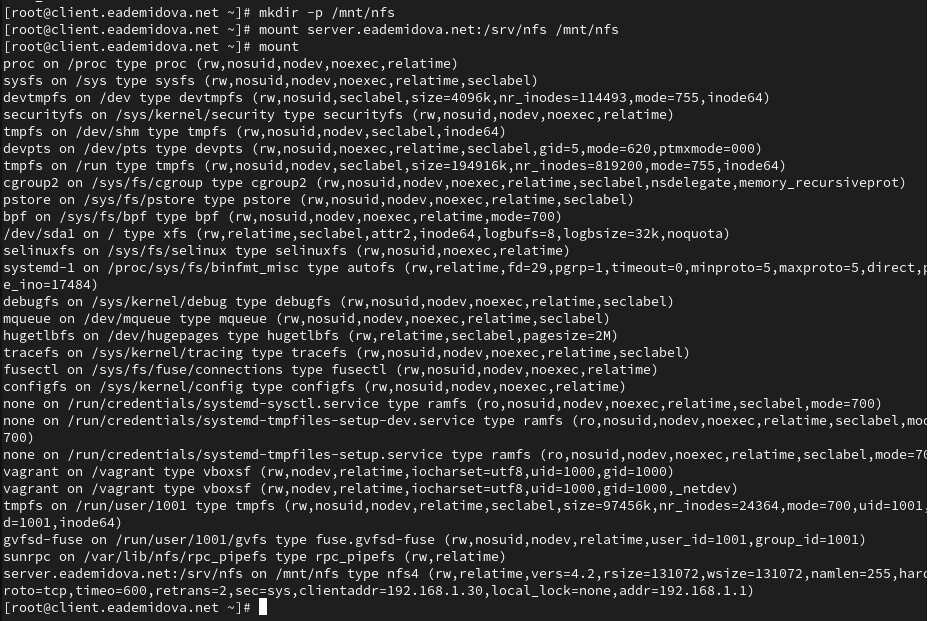 [root@client.eademidova.net ~]# mkdir -p /mnt/nfs
[root@client.eademidova.net ~]# mount server.eademidova.net:/srv/nfs /mnt/nfs
[root@client.eademidova.net ~]# mount
proc on /proc type proc (rw,nosuid,nodev,noexec,relatime)
sysfs on /sys type sysfs (rw,nosuid,nodev,noexec,relatime,seclabel)
devtmpfs on /dev type devtmpfs (rw,nosuid,seclabel,size=4096k,nr_inodes=114493,mode=755,inode64)
securityfs on /sys/kernel/security type securityfs (rw,nosuid,nodev,noexec,relatime)
tmpfs on /dev/shm type tmpfs (rw,nosuid,nodev,seclabel,inode64)
devpts on /dev/pts type devpts (rw,nosuid,noexec,relatime,seclabel,gid=5,mode=620,ptmxmode=000)
tmpfs on /run type tmpfs (rw,nosuid,nodev,seclabel,size=194916k,nr_inodes=819200,mode=755,inode64)
cgroup2 on /sys/fs/cgroup type cgroup2 (rw,nosuid,nodev,noexec,relatime,seclabel,nsdelegate,memory_recursiveprot)
pstore on /sys/fs/pstore type pstore (rw,nosuid,nodev,noexec,relatime,seclabel)
bpf on /sys/fs/bpf type bpf (rw,nosuid,nodev,noexec,relatime,mode=700)
/dev/sda1 on / type xfs (rw,relatime,seclabel,attr2,inode64,logbufs=8,logbsize=32k,noquota)
selinuxfs on /sys/fs/selinux type selinuxfs (rw,nosuid,noexec,relatime)
systemd-1 on /proc/sys/fs/binfmt_misc type autofs (rw,relatime,fd=29,pgrp=1,timeout=0,minproto=5,maxproto=5,direct,p
e_ino=17484)
debugfs on /sys/kernel/debug type debugfs (rw,nosuid,nodev,noexec,relatime,seclabel)
mqueue on /dev/mqueue type mqueue (rw,nosuid,nodev,noexec,relatime,seclabel)
hugetlbfs on /dev/hugepages type hugetlbfs (rw,relatime,seclabel,pagesize=2M)
tracefs on /sys/kernel/tracing type tracefs (rw,nosuid,nodev,noexec,relatime,seclabel)
fusectl on /sys/fs/fuse/connections type fusectl (rw,nosuid,nodev,noexec,relatime)
configfs on /sys/kernel/config type configfs (rw,nosuid,nodev,noexec,relatime)
none on /run/credentials/systemd-sysctl.service type ramfs (ro,nosuid,nodev,noexec,relatime,seclabel,mode=700)
none on /run/credentials/systemd-tmpfiles-setup-dev.service type ramfs (ro,nosuid,nodev,noexec,relatime,seclabel,mo
700)
none on /run/credentials/systemd-tmpfiles-setup.service type ramfs (ro,nosuid,nodev,noexec,relatime,seclabel,mode=70
vagrant on /vagrant type vboxsf (rw,nodev,relatime,iocharset=utf8,uid=1000,gid=1000)
vagrant on /vagrant type vboxsf (rw,nodev,relatime,iocharset=utf8,uid=1000,gid=1000,_netdev)
tmpfs on /run/user/1001 type tmpfs (rw,nosuid,nodev,relatime,seclabel,size=97456k,nr_inodes=24364,mode=700,uid=1001,
d=1001,inode64)
gvfsd-fuse on /run/user/1001/gvfs type fuse.gvfsd-fuse (rw,nosuid,nodev,relatime,user_id=1001,group_id=1001)
sunrpc on /var/lib/nfs/rpc_pipefs type rpc_pipefs (rw,relatime)
server.eademidova.net:/srv/nfs on /mnt/nfs type nfs4 (rw,relatime,vers=4.2,rsize=131072,wsize=131072,namlen=255,hard
roto=tcp,timeo=600,retrans=2,sec=sys,clientaddr=192.168.1.30,local_lock=none,addr=192.168.1.1)
[root@client.eademidova.net ~]#